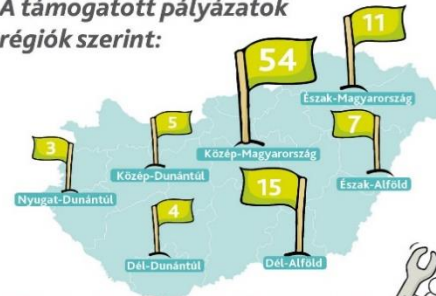 A támogatott pályázatok
régiók szerint:
11
54
Észak-Magyarország
5
7
3
Közép-Magyarország
Közép-Dunántúl
15
Észak-Alföld
Nyugat-Dunántúl
4
Dél-Dunántúl
Dél-Alföld